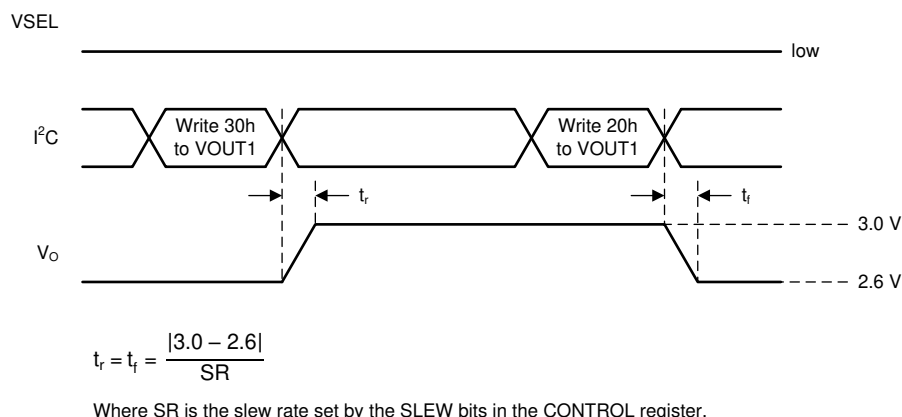 VSEL
low
I²C
Write 30h
to VOUT1
Write 20h
to VOUT1
tr
tf
3.0 V
VO
2.6 V
tr = tf = |3.0 – 2.6|
SR
Where SR is the slew rate set by the SLEW bits in the CONTROL register.